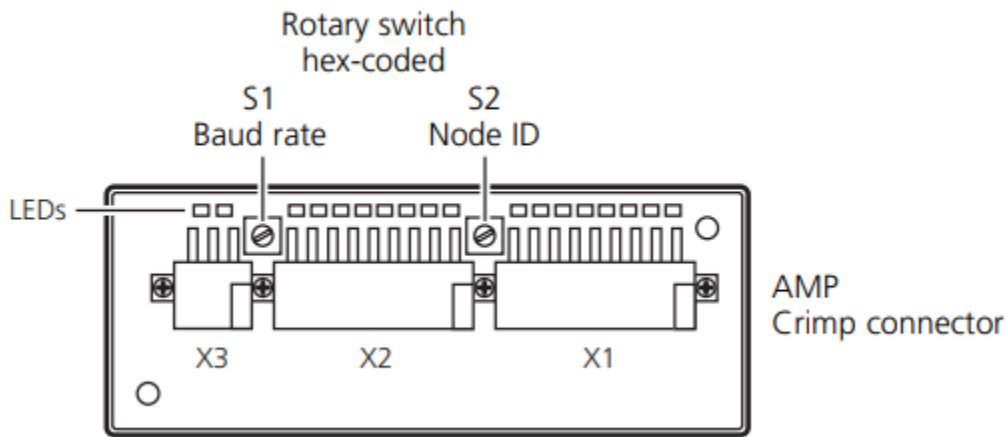 Rotary switch
hex-coded
S1
Baud rate
S2
Node ID
LEDs
AMP
Crimp connector
X3
X2
X1